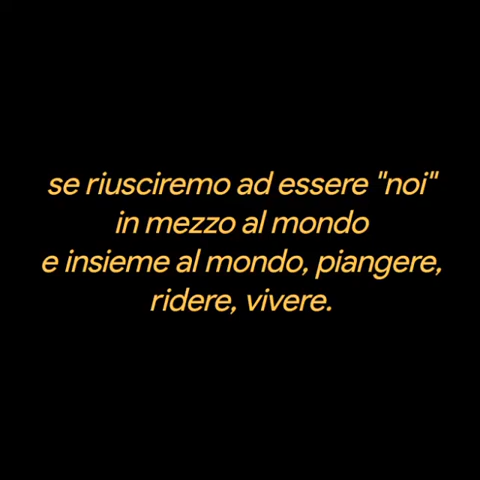 se riusciremo ad essere "noi"
in mezzo al mondo
e insieme al mondo, piangere,
ridere, vivere.